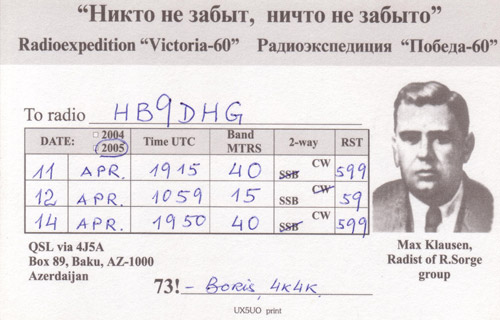 “Никто не забыт, ничто не забыто”
Radioexpedition “Victoria-60” Радиоэкспедиция “Победа-60”
To radio HB9DHG
DATE: 2004 2005 Time UTC Band MTRS 2-way RST
11 APR. 1915 40 SSB CW 599
12 APR. 1059 15 SSB CW 59
14 APR. 1950 40 SSB CW 599
QSL via 4J5A
Box 89, Baku, AZ-1000
Azerdaijan
73! - Boris, 4K4K.
Max Klausen,
Radist of R.Sorge
group
UX5UO print